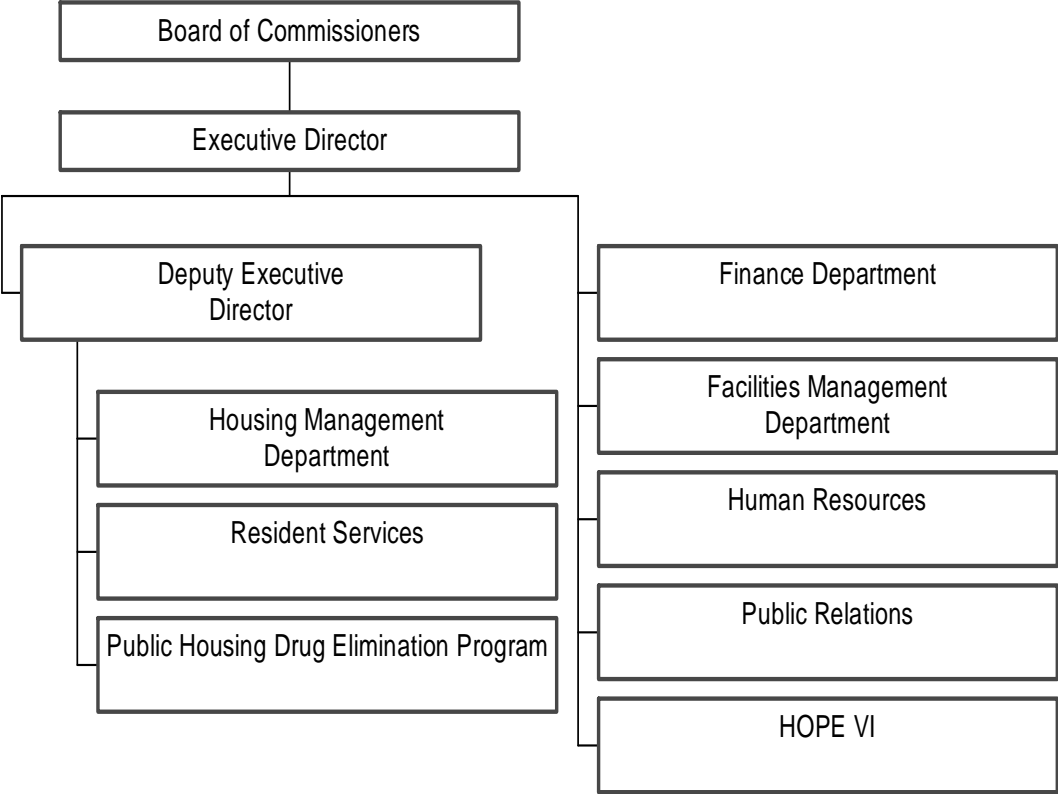 Board of Commissioners
Executive Director
Deputy Executive
Director
Housing Management
Department
Resident Services
Public Housing Drug Elimination Program
Finance Department
Facilities Management
Department
Human Resources
Public Relations
HOPE VI